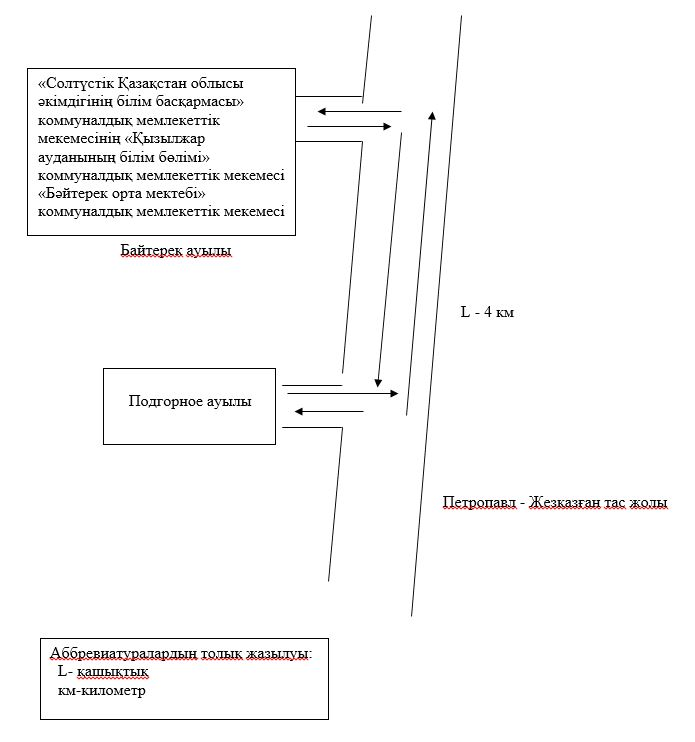 «Солтүстік Қазақстан облысы
әкімдігінің білім басқармасы»
коммуналдық мемлекеттік
мекемесінің «Қызылжар
ауданының білім бөлімі»
коммуналдық мемлекеттік мекемесі
«Бәйтерек орта мектебі»
коммуналдық мемлекеттік мекемесі
Байтерек ауылы
L - 4 км
Подгорное ауылы
Петропавл - Жезқазған тас жолы
Аббревиатуралардың толық жазылуы:
L- қашықтық
км-километр